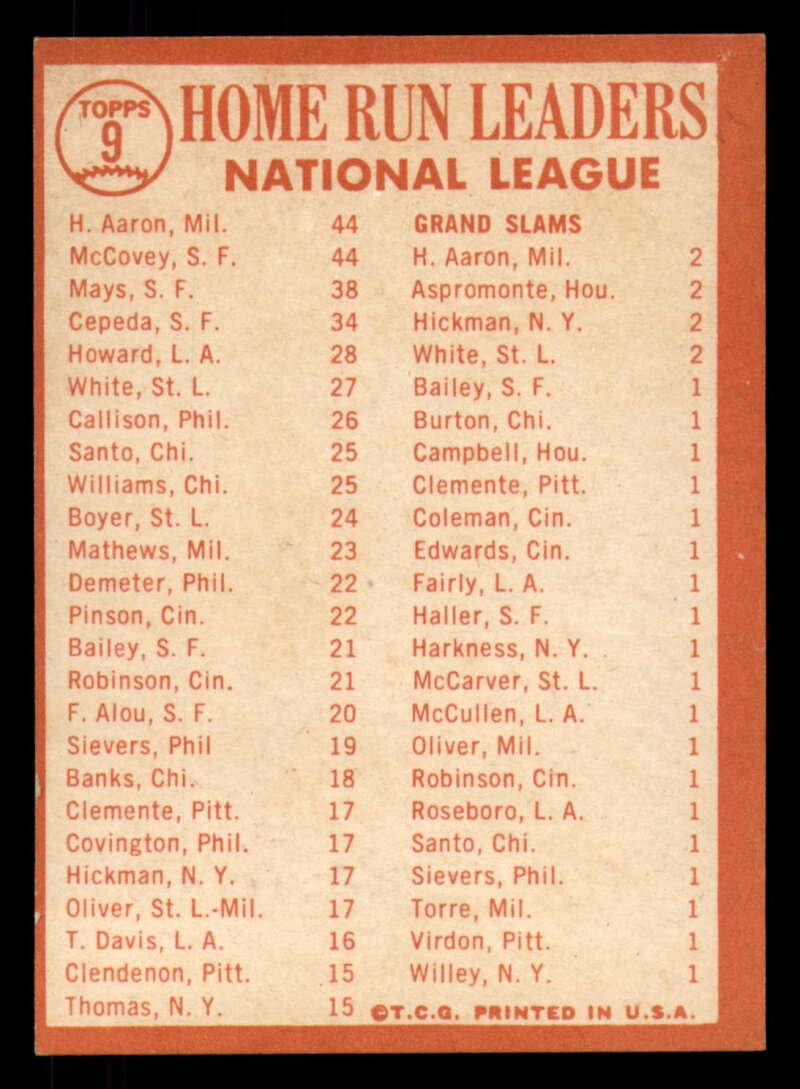 TOPPS
9
HOME RUN LEADERS
NATIONAL LEAGUE
H. Aaron, Mil. 44
McCovey, S. F. 44
Mays, S. F. 38
Cepeda, S. F. 34
Howard, L. A. 28
White, St. L. 27
Callison, Phil. 26
Santo, Chi. 25
Williams, Chi. 25
Boyer, St. L. 24
Mathews, Mil. 23
Demeter, Phil. 22
Pinson, Cin. 22
Bailey, S. F. 21
Robinson, Cin. 21
F. Alou, S. F. 20
Sievers, Phil 19
Banks, Chi. 18
Clemente, Pitt. 17
Covington, Phil. 17
Hickman, N. Y. 17
Oliver, St. L.-Mil. 17
T. Davis, L. A. 16
Clendenon, Pitt. 15
Thomas, N. Y. 15
GRAND SLAMS
H. Aaron, Mil. 2
Aspromonte, Hou. 2
Hickman, N. Y. 2
White, St. L. 2
Bailey, S. F. 1
Burton, Chi. 1
Campbell, Hou. 1
Clemente, Pitt. 1
Coleman, Cin. 1
Edwards, Cin. 1
Fairly, L. A. 1
Haller, S. F. 1
Harkness, N. Y. 1
McCarver, St. L. 1
McCullen, L. A. 1
Oliver, Mil. 1
Robinson, Cin. 1
Roseboro, L. A. 1
Santo, Chi. 1
Sievers, Phil. 1
Torre, Mil. 1
Virdon, Pitt. 1
Willey, N. Y. 1
©T.C.G. PRINTED IN U.S.A.